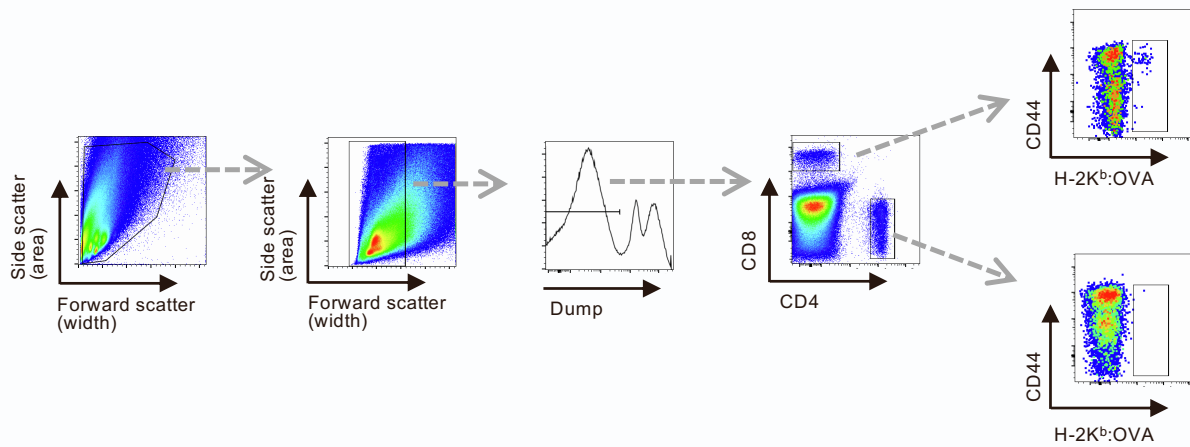 Side scatter
(area)
Forward scatter
(width)
Side scatter
(area)
Forward scatter
(width)
Dump
CD8
CD4
CD44
H-2Kᵇ:OVA
CD44
H-2Kᵇ:OVA